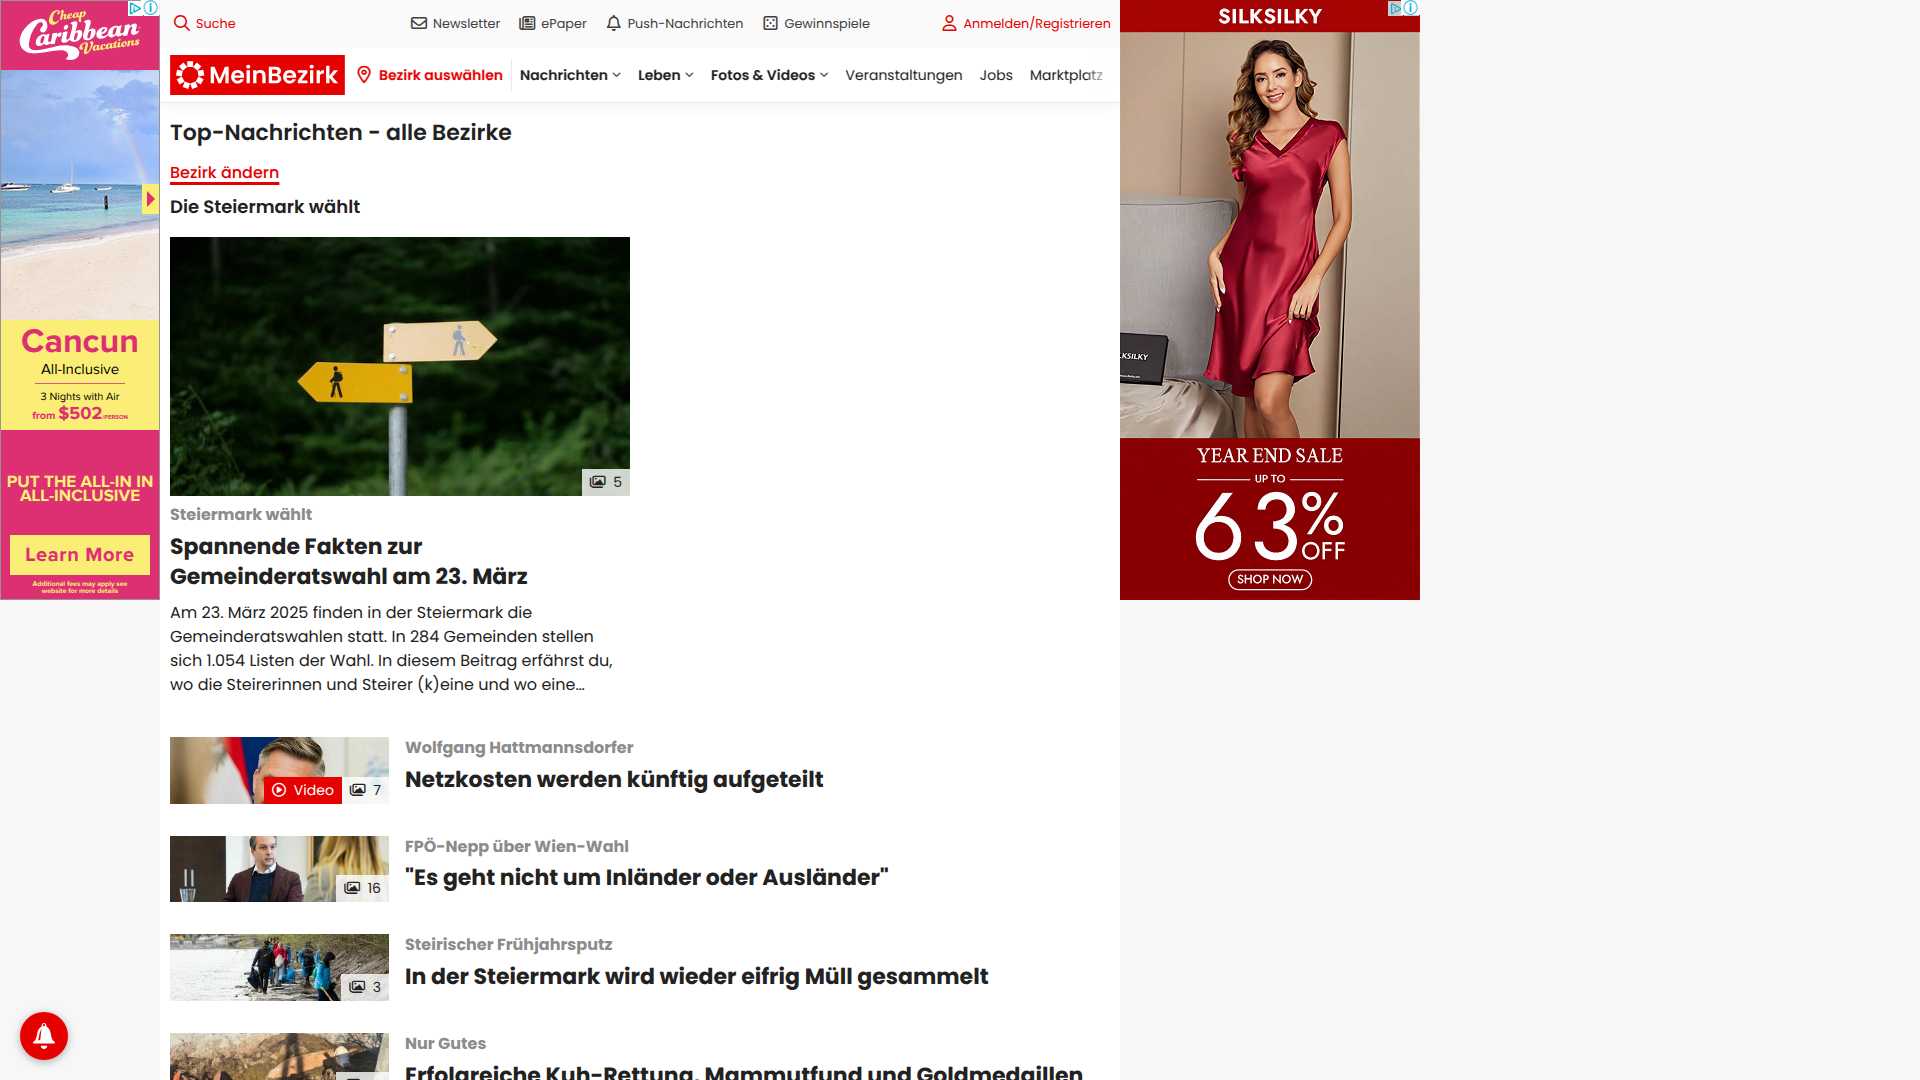 Cheap
Caribbean
Vacations
Cancun
All-Inclusive
3 Nights with Air
from $502 /PERSON
PUT THE ALL-IN IN
ALL-INCLUSIVE
Learn More
Additional fees may apply see
website for more details
Suche
Newsletter
ePaper
Push-Nachrichten
Gewinnspiele
Anmelden/Registrieren
MeinBezirk
Bezirk auswählen
Nachrichten
Leben
Fotos & Videos
Veranstaltungen
Jobs
Marktplatz
Top-Nachrichten - alle Bezirke
Bezirk ändern
Die Steiermark wählt
5
Steiermark wählt
Spannende Fakten zur
Gemeinderatswahl am 23. März
Am 23. März 2025 finden in der Steiermark die
Gemeinderatswahlen statt. In 284 Gemeinden stellen
sich 1.054 Listen der Wahl. In diesem Beitrag erfährst du,
wo die Steirerinnen und Steirer (k)eine und wo eine...
Video
7
Wolfgang Hattmannsdorfer
Netzkosten werden künftig aufgeteilt
16
FPÖ-Nepp über Wien-Wahl
"Es geht nicht um Inländer oder Ausländer"
3
Steirischer Frühjahrsputz
In der Steiermark wird wieder eifrig Müll gesammelt
Nur Gutes
Erfolgreiche Kuh-Rettung, Mammutfund und Goldmedaillen
SILKSILKY
KSILKY
YEAR END SALE
UP TO
63%
OFF
SHOP NOW